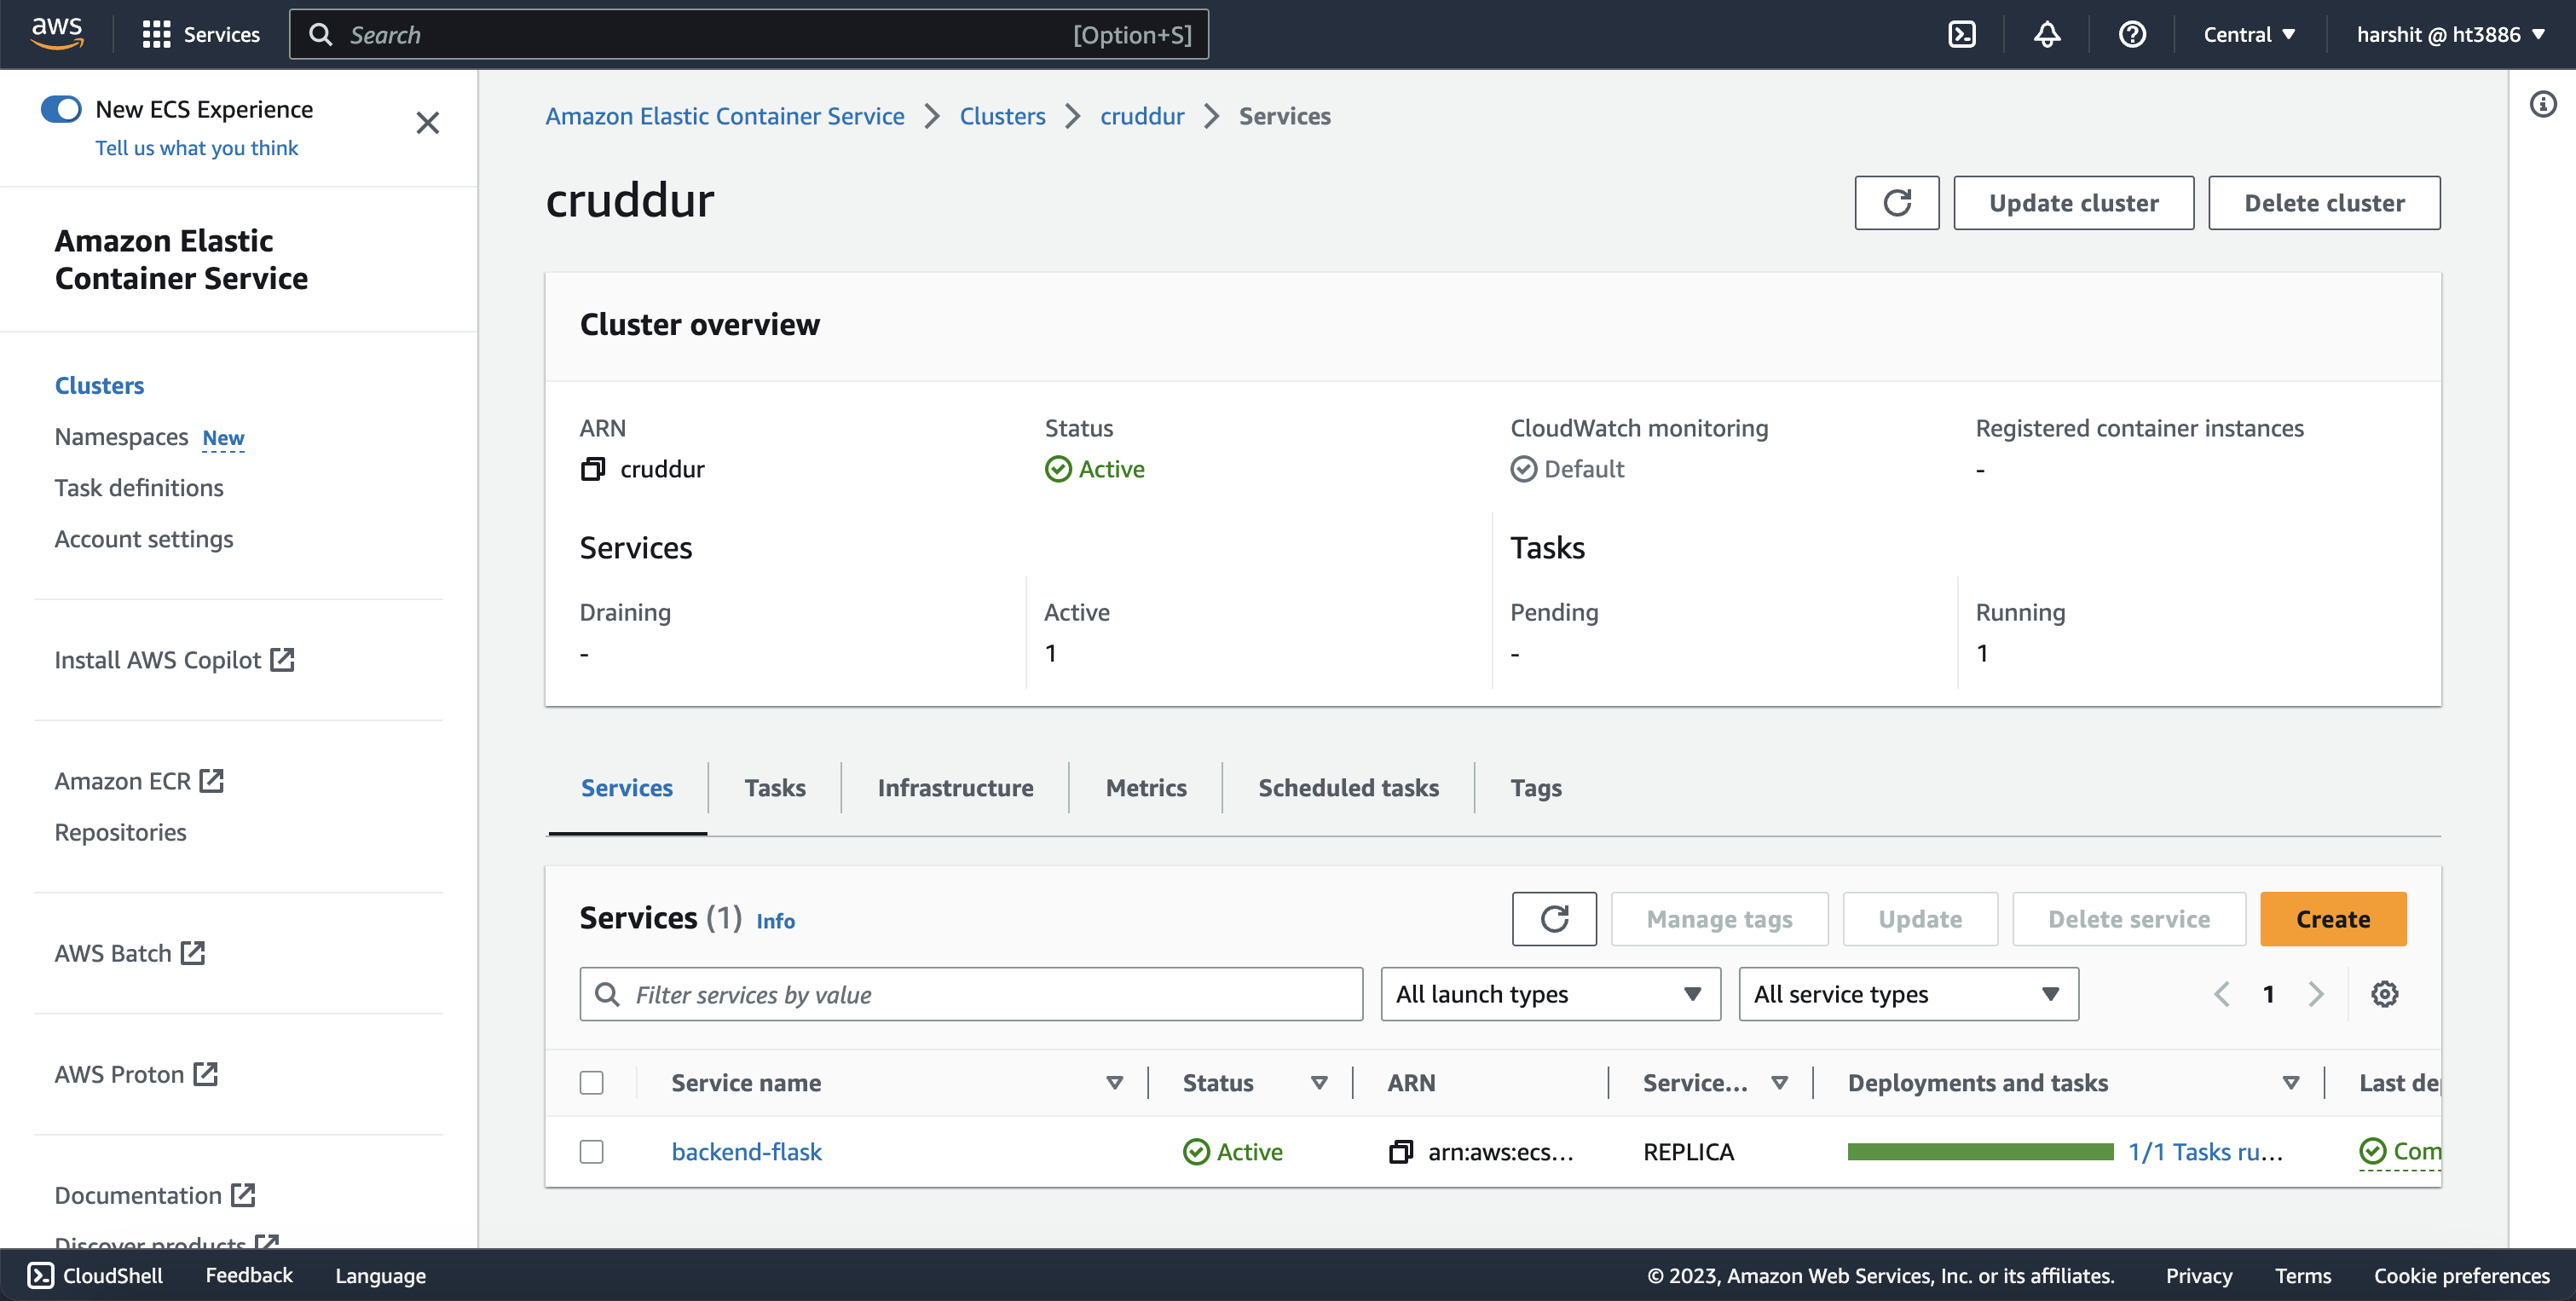 aws
Services
Search
[Option+S]
Central
harshit @ ht3886
New ECS Experience
Tell us what you think
Amazon Elastic
Container Service
Clusters
Namespaces New
Task definitions
Account settings
Install AWS Copilot
Amazon ECR
Repositories
AWS Batch
AWS Proton
Documentation
Discover products
Amazon Elastic Container Service > Clusters > cruddur > Services
cruddur
Update cluster
Delete cluster
Cluster overview
ARN
cruddur
Status
Active
CloudWatch monitoring
Default
Registered container instances
-
Services
Draining
-
Active
1
Tasks
Pending
-
Running
1
Services
Tasks
Infrastructure
Metrics
Scheduled tasks
Tags
Services (1) Info
Manage tags
Update
Delete service
Create
Filter services by value
All launch types
All service types
1
Service name
Status
ARN
Service...
Deployments and tasks
Last de
backend-flask
Active
arn:aws:ecs...
REPLICA
1/1 Tasks ru...
Com
CloudShell
Feedback
Language
© 2023, Amazon Web Services, Inc. or its affiliates.
Privacy
Terms
Cookie preferences